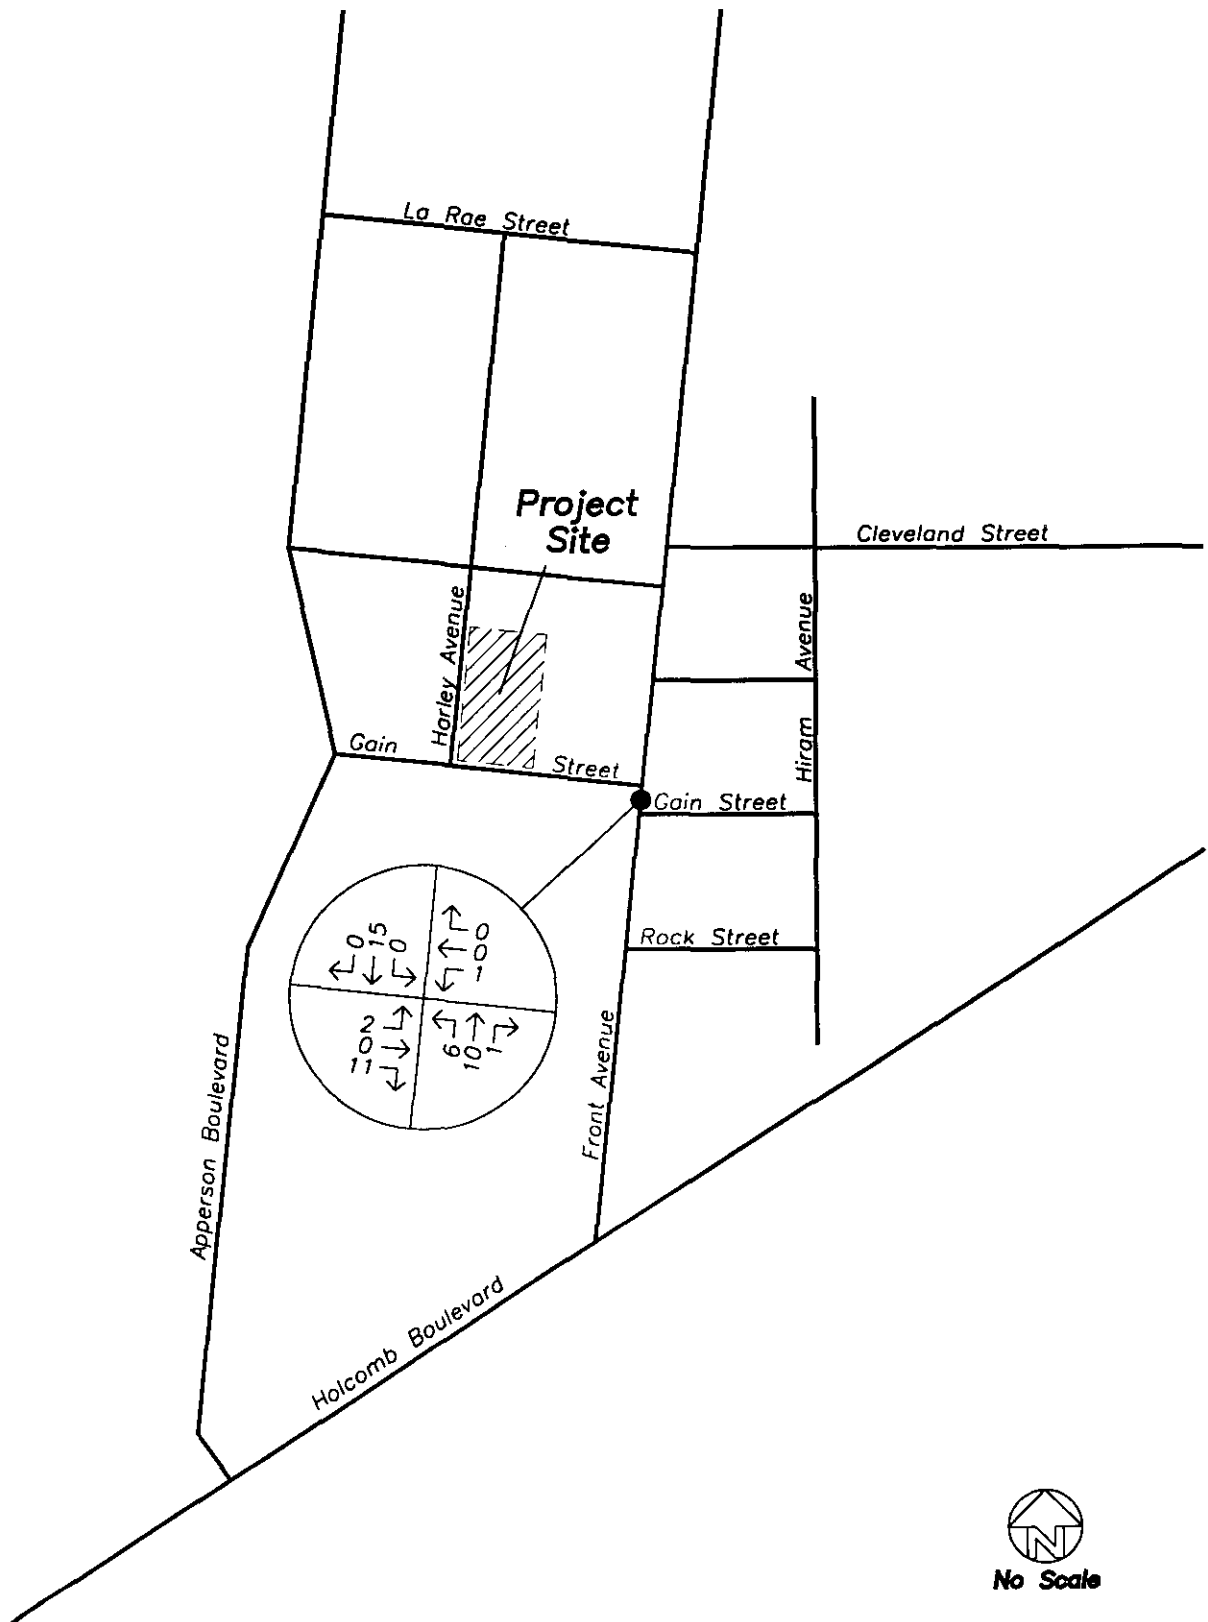 La Rae Street
Project
Site
Cleveland Street
Harley Avenue
Avenue
Hiram
Gain
Street
Gain Street
Rock Street
0
15
0
0
0
1
2
0
11
6
10
1
Front Avenue
Apperson Boulevard
Holcomb Boulevard
N
No Scale